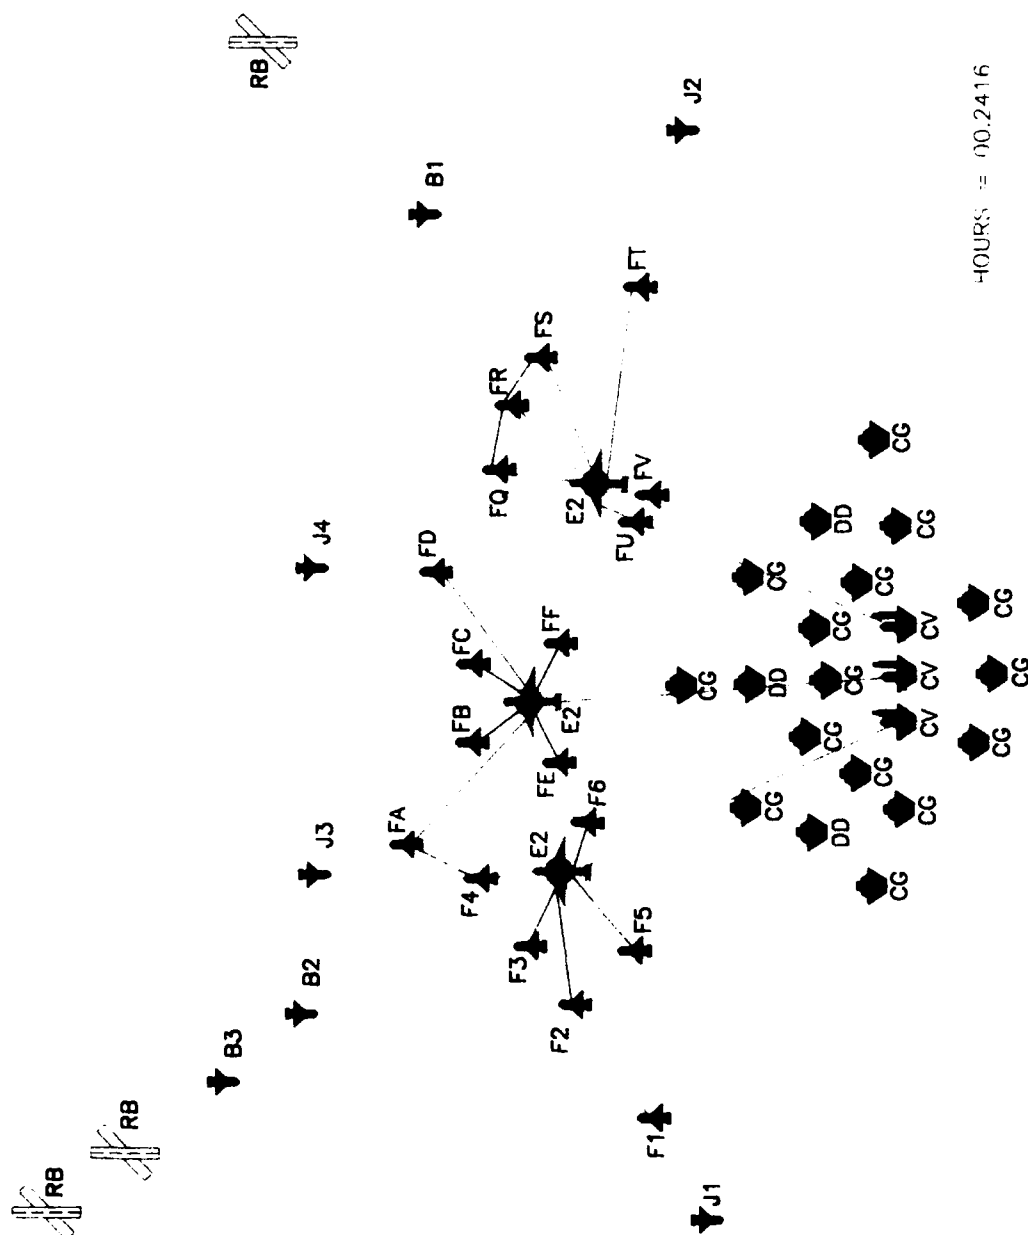 RB
RB
B3
RB
B2
J3
J4
FA
FD
B1
FB
FC
F4
FQ
FR
F3
E2
FE
FS
FF
F2
E2
E2
F6
FU
FT
F5
FV
F1
J2
CG
J1
CG
DD
CG
CG
DD
CG
DD
CG
CG
CG
CG
CG
CG
CV
CV
CV
CG
HOURS = 00.2416
CG
CG
CG